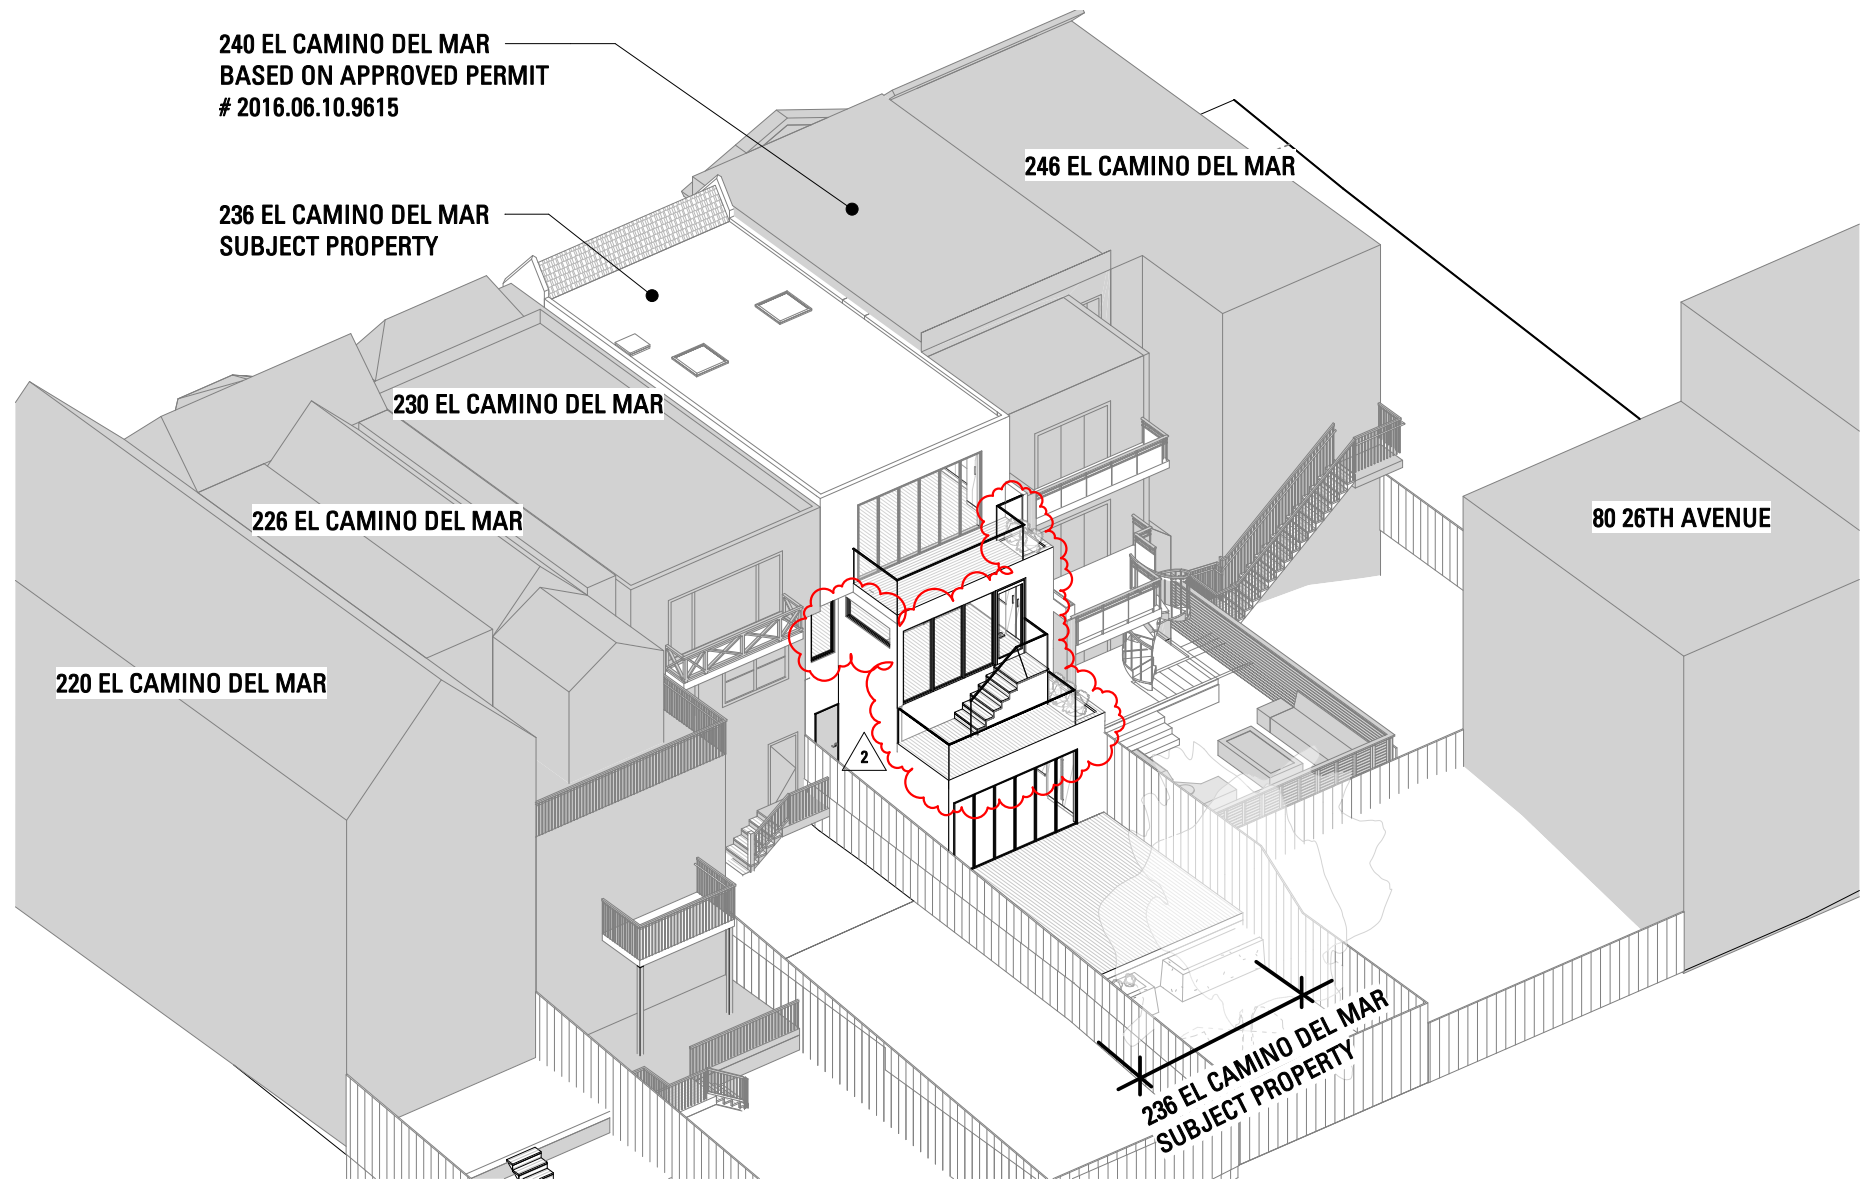 240 EL CAMINO DEL MAR
BASED ON APPROVED PERMIT
# 2016.06.10.9615
246 EL CAMINO DEL MAR
236 EL CAMINO DEL MAR
SUBJECT PROPERTY
230 EL CAMINO DEL MAR
226 EL CAMINO DEL MAR
80 26TH AVENUE
220 EL CAMINO DEL MAR
2
236 EL CAMINO DEL MAR
SUBJECT PROPERTY